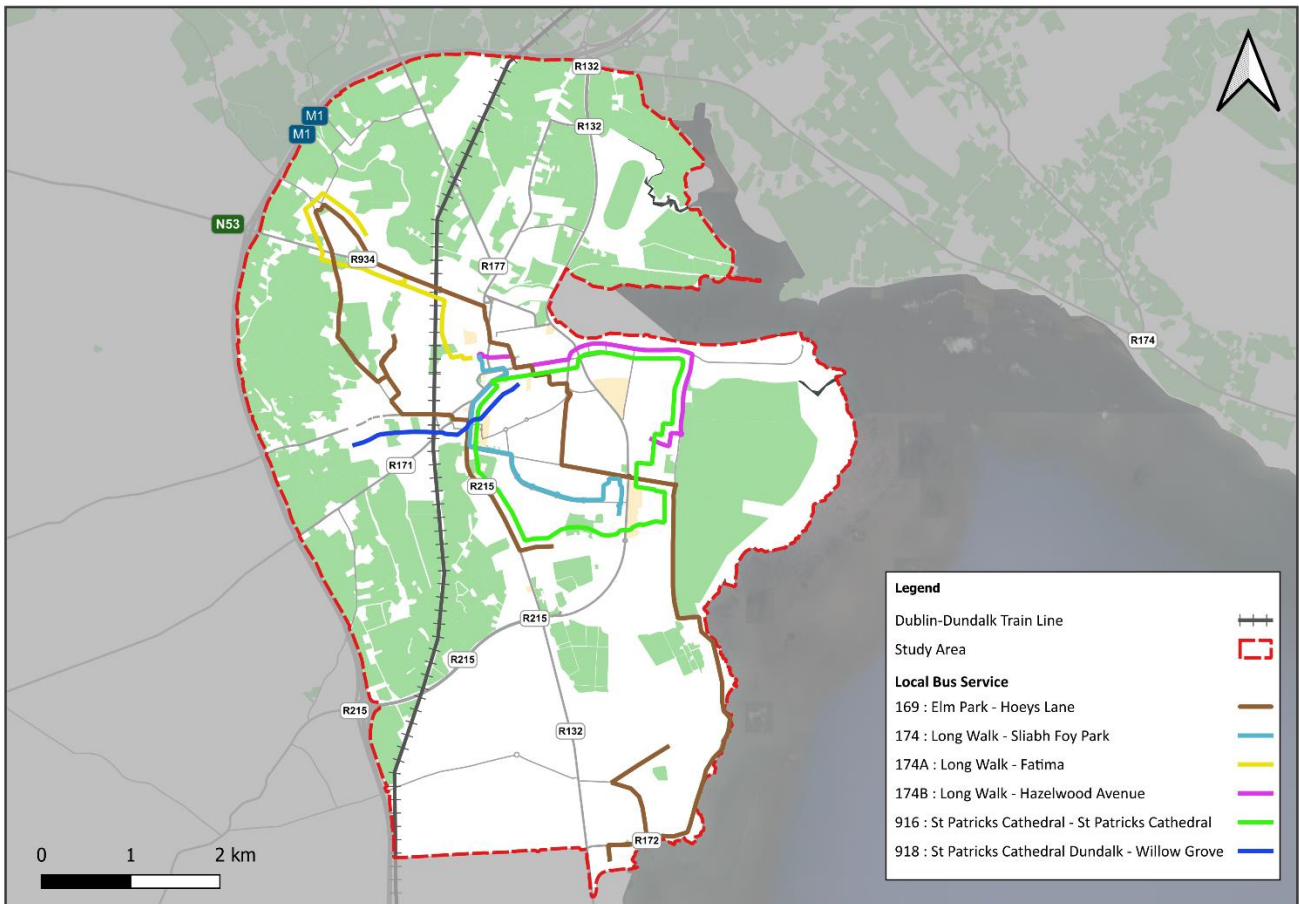 R132
R132
M1
M1
N53
R934
R177
R174
R171
R215
R215
R215
R215
R132
R172
0 1 2 km
Legend
Dublin-Dundalk Train Line
Study Area
Local Bus Service
169 : Elm Park - Hoeys Lane
174 : Long Walk - Sliabh Foy Park
174A : Long Walk - Fatima
174B : Long Walk - Hazelwood Avenue
916 : St Patricks Cathedral - St Patricks Cathedral
918 : St Patricks Cathedral Dundalk - Willow Grove